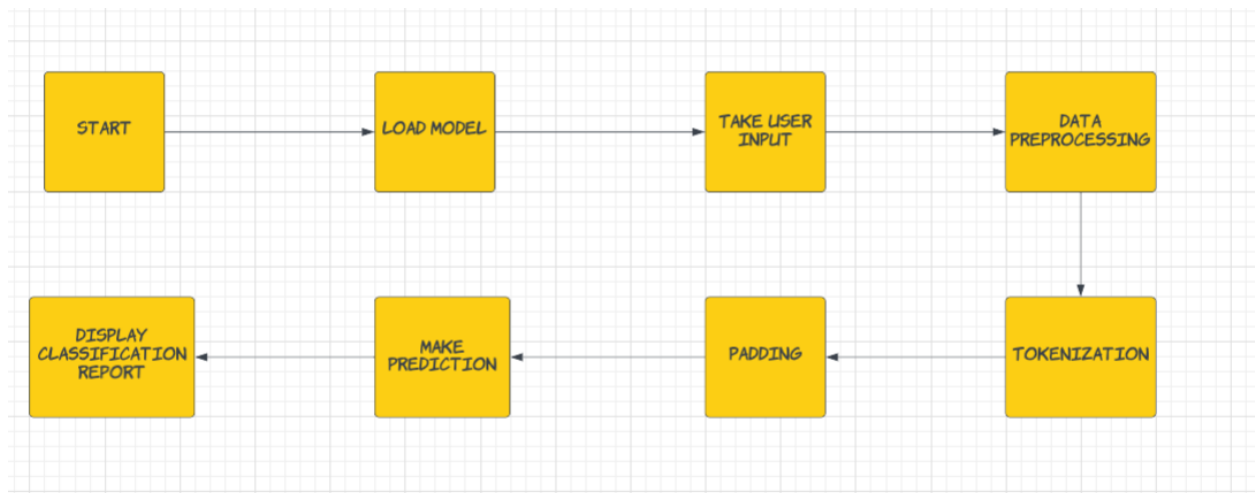 START
LOAD MODEL
TAKE USER
INPUT
DATA
PREPROCESSING
TOKENIZATION
PADDING
MAKE
PREDICTION
DISPLAY
CLASSIFICATION
REPORT